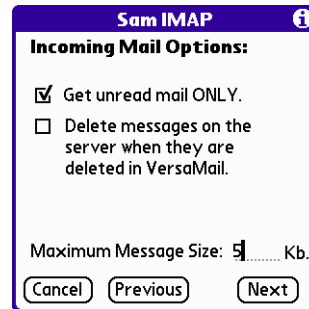 Sam IMAP
Incoming Mail Options:
Get unread mail ONLY.
Delete messages on the
server when they are
deleted in VersaMail.
Maximum Message Size: 5 Kb.
Cancel Previous Next